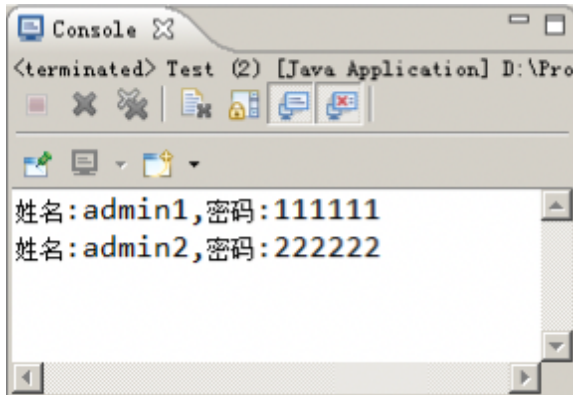 Console
<terminated> Test (2) [Java Application] D:\Pro
姓名:admin1,密码:111111
姓名:admin2,密码:222222